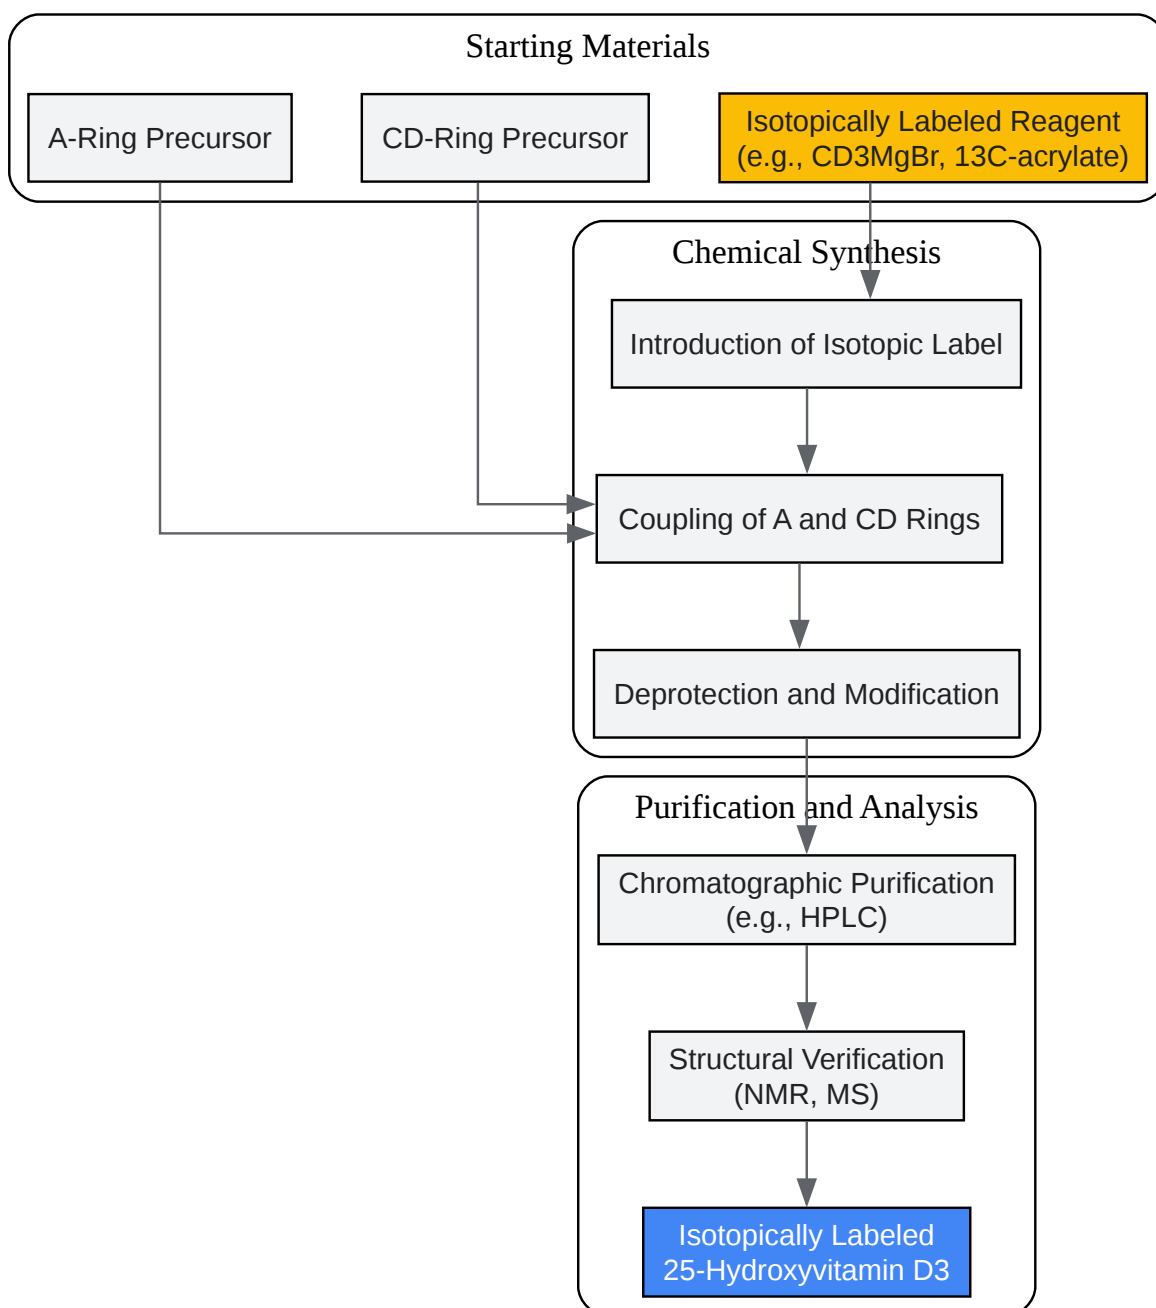 Starting Materials
A-Ring Precursor
CD-Ring Precursor
Isotopically Labeled Reagent
(e.g., CD3MgBr, 13C-acrylate)
Chemical Synthesis
Introduction of Isotopic Label
Coupling of A and CD Rings
Deprotection and Modification
Purification and Analysis
Chromatographic Purification
(e.g., HPLC)
Structural Verification
(NMR, MS)
Isotopically Labeled
25-Hydroxyvitamin D3